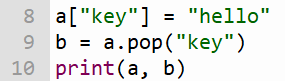 8 a["key"] = "hello"
9 b = a.pop("key")
10 print(a, b)